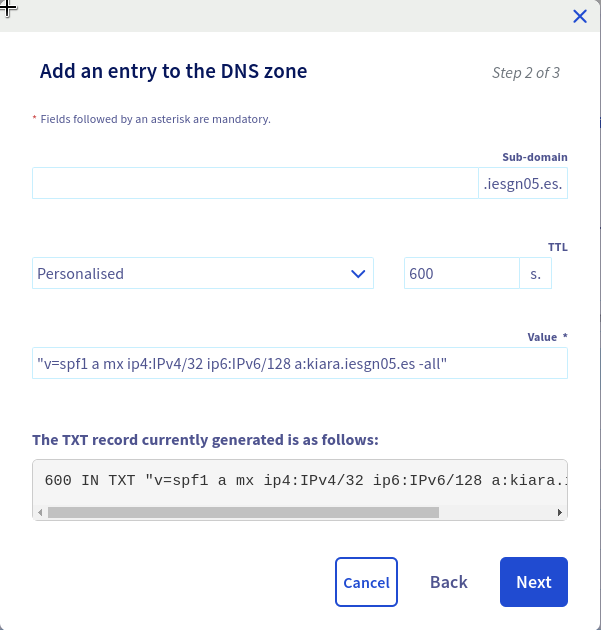 Add an entry to the DNS zone
Step 2 of 3
* Fields followed by an asterisk are mandatory.
Sub-domain
.iesgn05.es.
TTL
Personalised
600
s.
Value *
"v=spf1 a mx ip4:IPv4/32 ip6:IPv6/128 a:kiara.iesgn05.es -all"
The TXT record currently generated is as follows:
600 IN TXT "v=spf1 a mx ip4:IPv4/32 ip6:IPv6/128 a:kiara.
Cancel
Back
Next